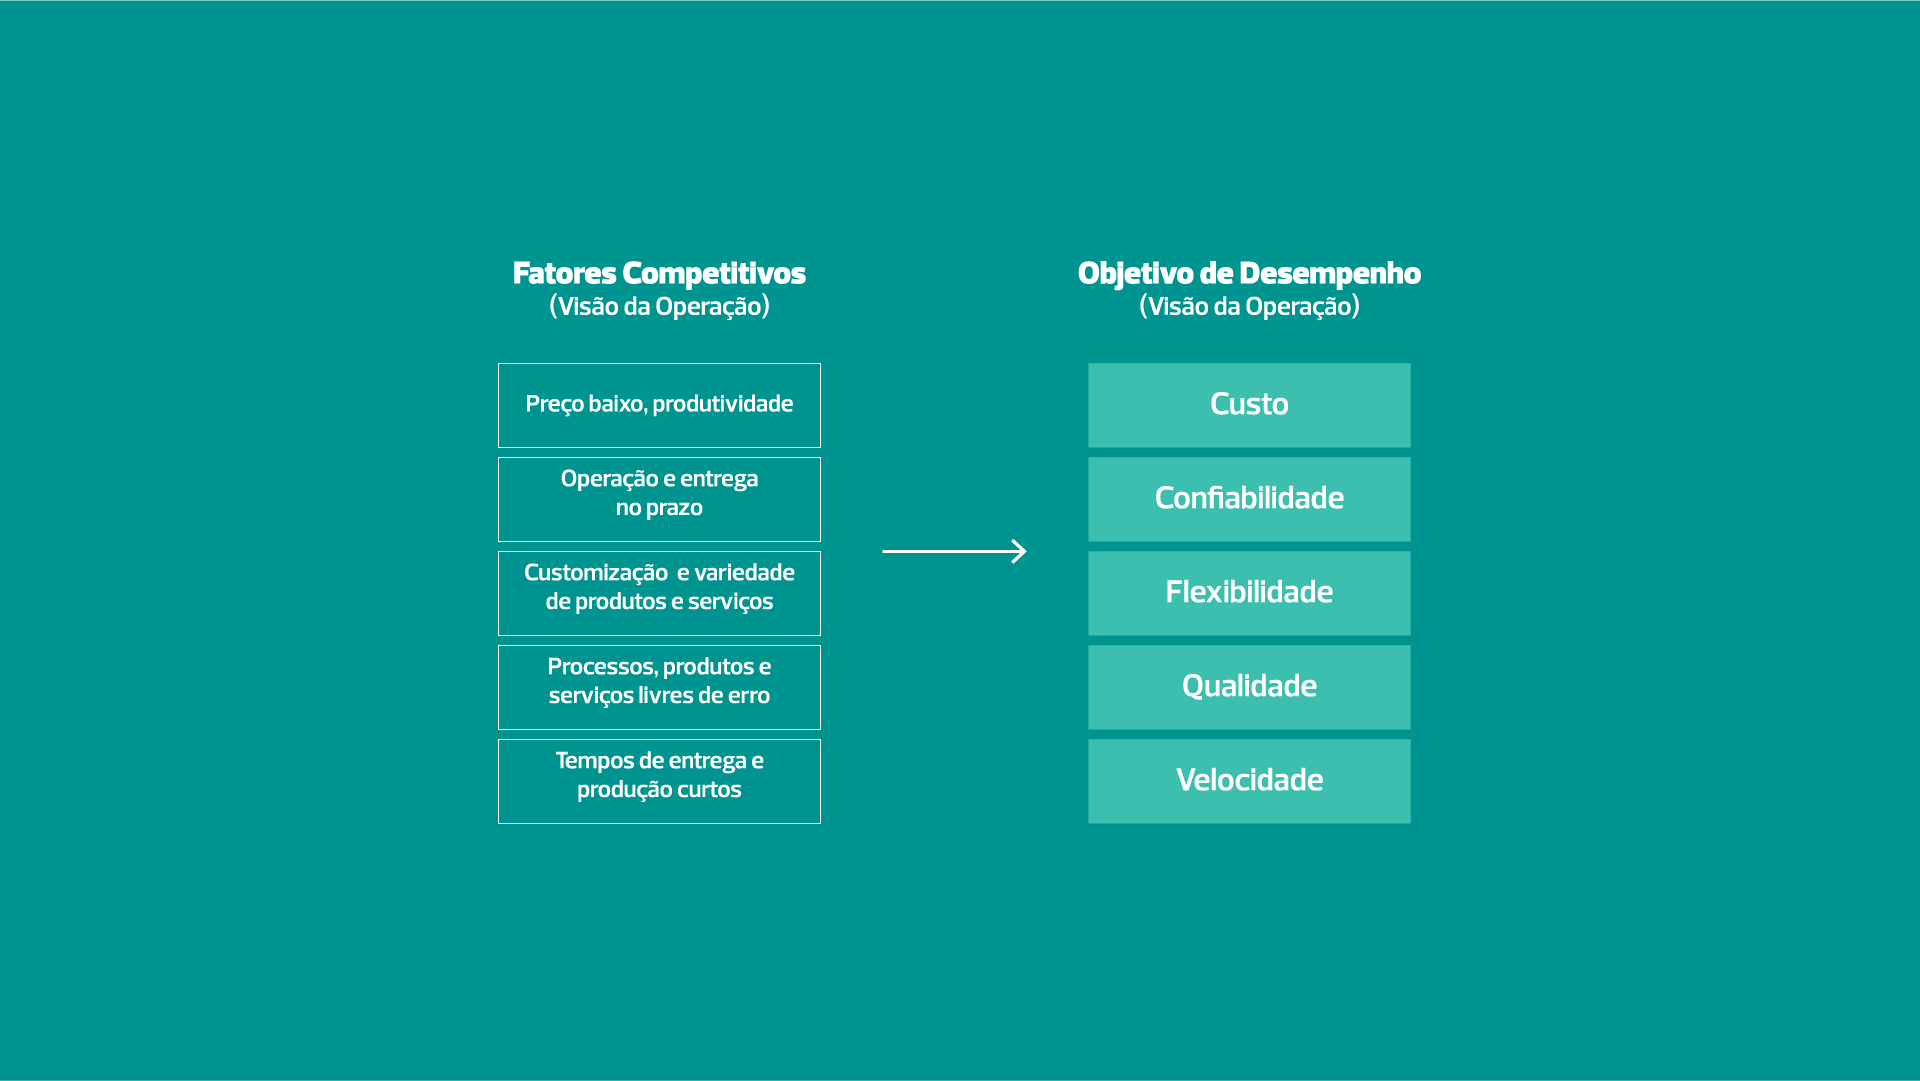 Fatores Competitivos
(Visão da Operação)
Preço baixo, produtividade
Operação e entrega
no prazo
Customização  e variedade
de produtos e serviços
Processos, produtos e
serviços livres de erro
Tempos de entrega e
produção curtos
Objetivo de Desempenho
(Visão da Operação)
Custo
Confiabilidade
Flexibilidade
Qualidade
Velocidade